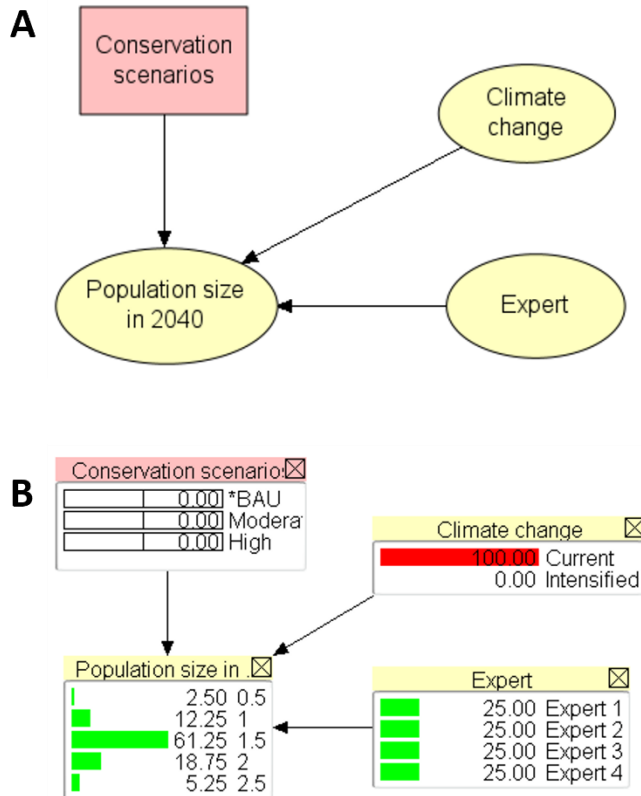 A
Conservation
scenarios
Climate
change
Population size
in 2040
Expert
B
Conservation scenarios
0.00 *BAU
0.00 Modera
0.00 High
Climate change
100.00 Current
0.00 Intensified
Population size in .
2.50 0.5
12.25 1
61.25 1.5
18.75 2
5.25 2.5
Expert
25.00 Expert 1
25.00 Expert 2
25.00 Expert 3
25.00 Expert 4